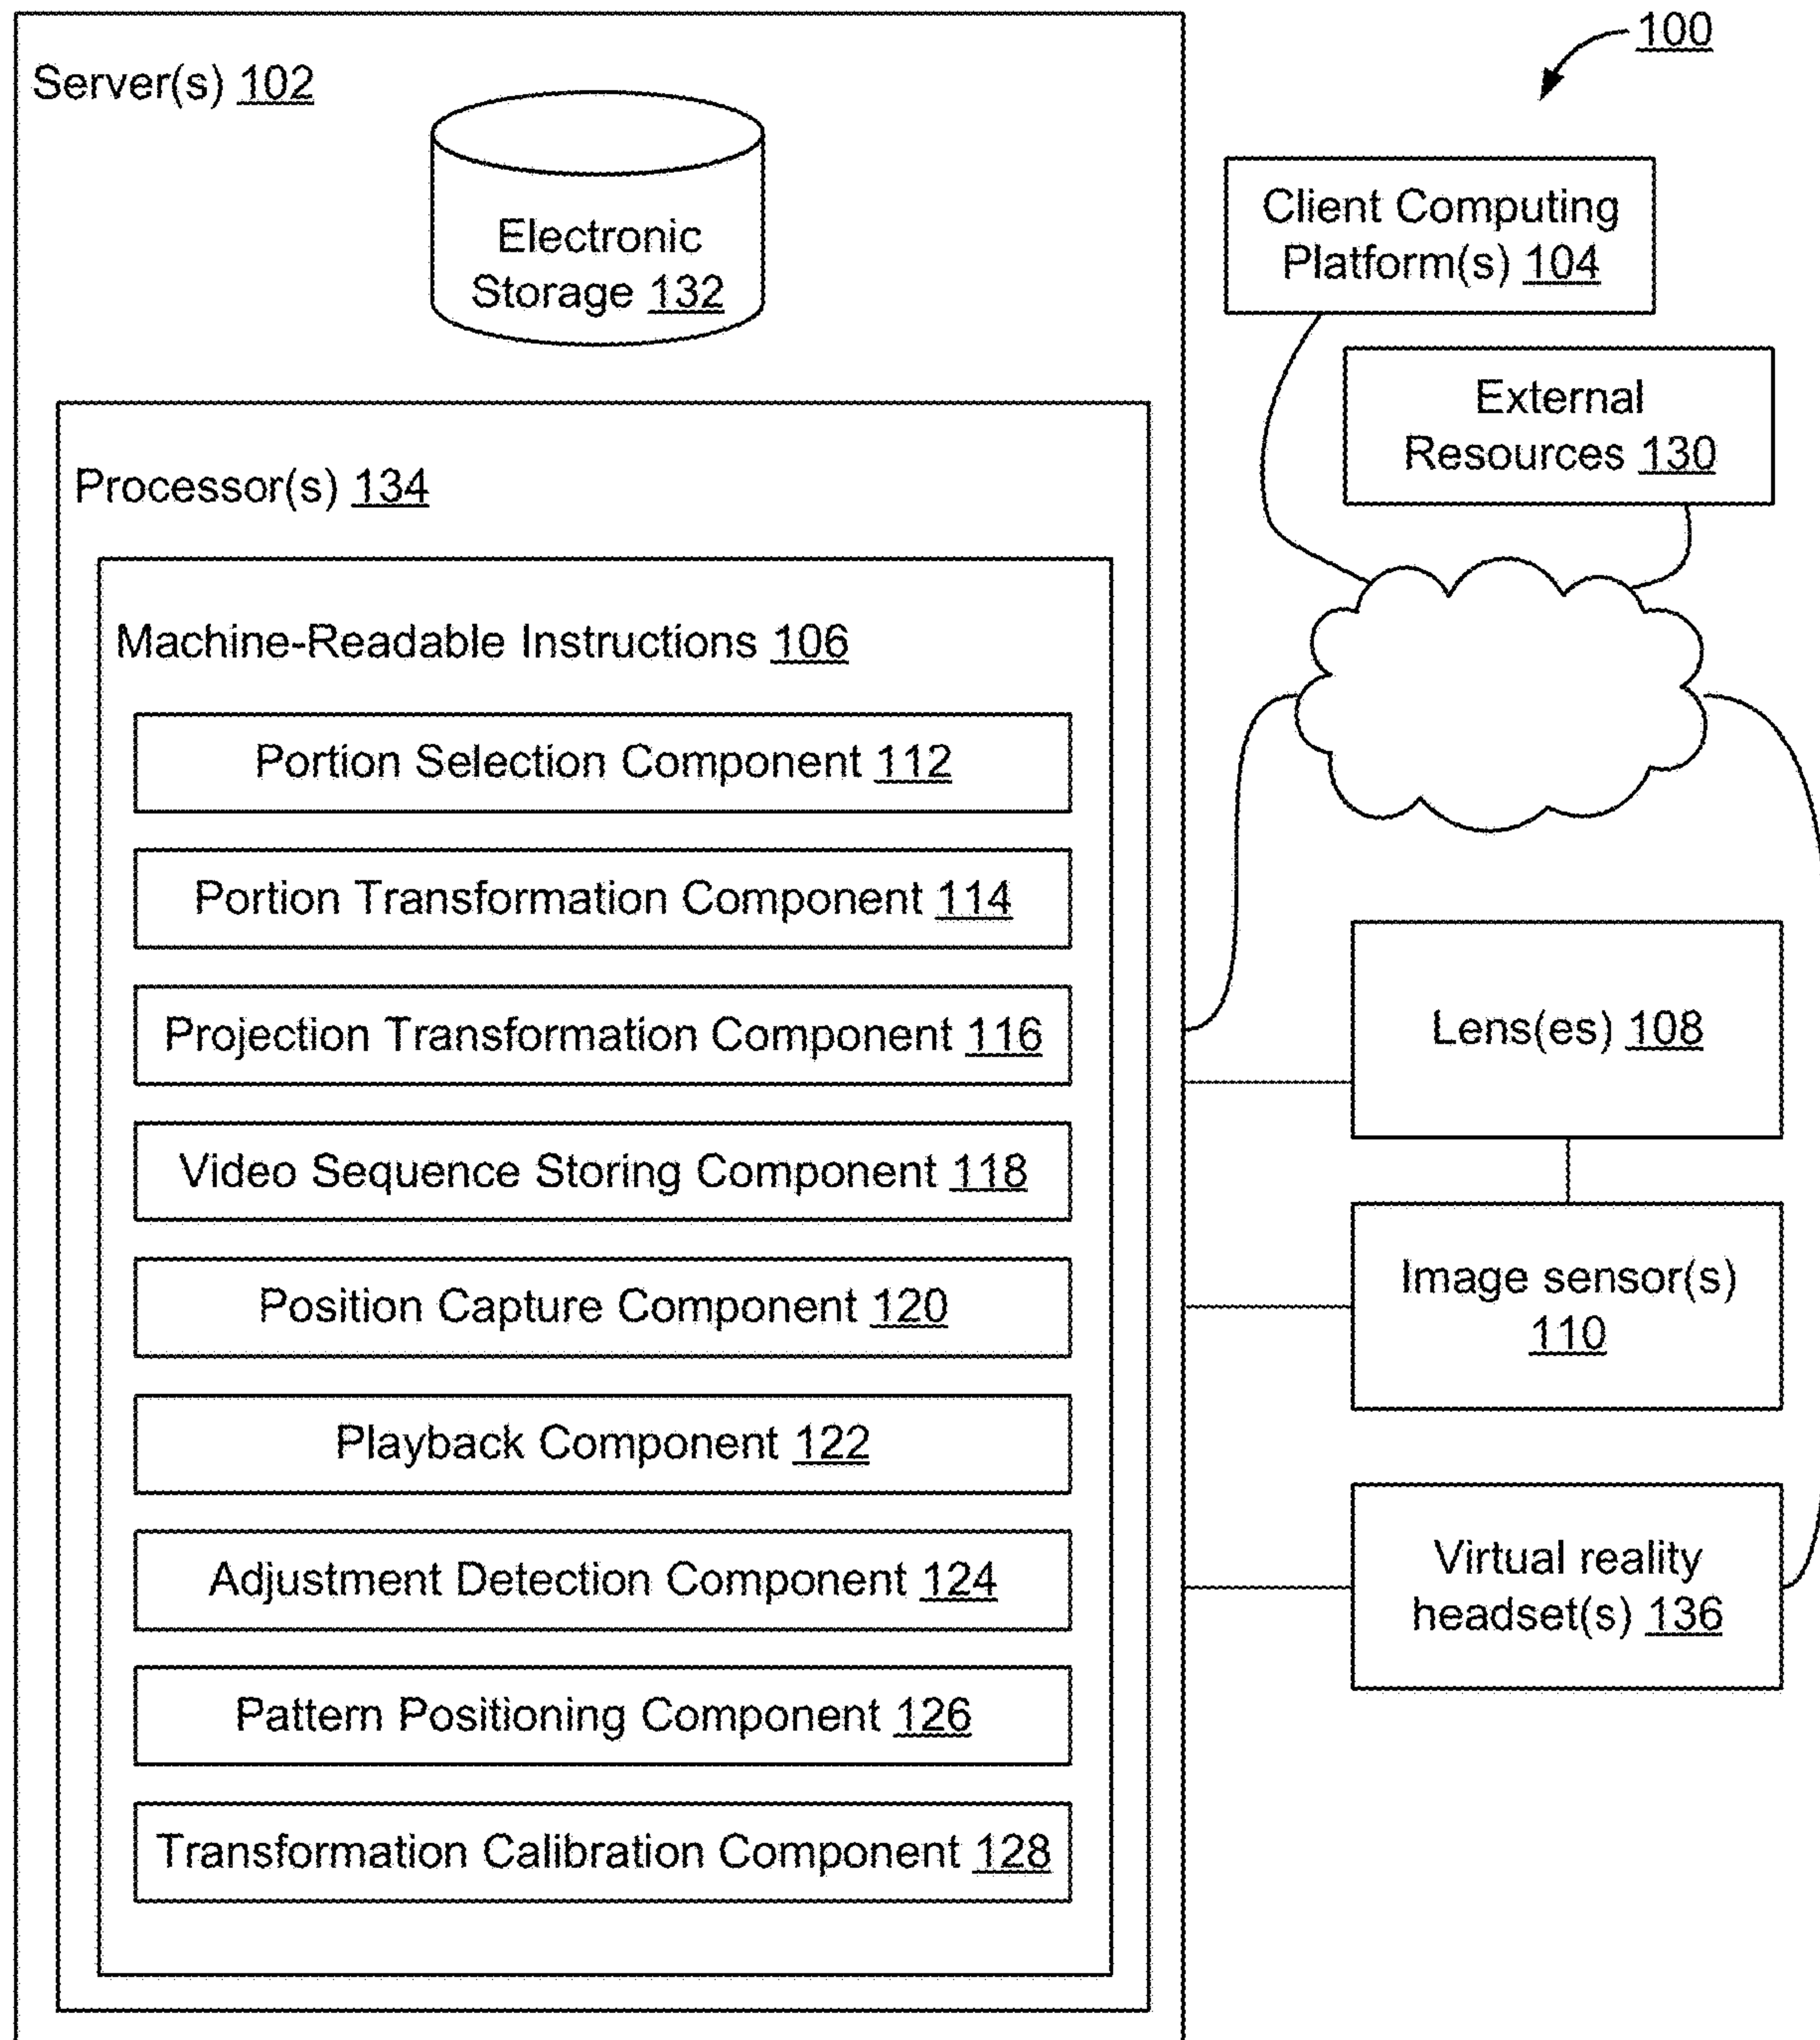 100
Server(s) 102
Electronic
Storage 132
Client Computing
Platform(s) 104
External
Resources 130
Processor(s) 134
Machine-Readable Instructions 106
Portion Selection Component 112
Portion Transformation Component 114
Projection Transformation Component 116
Video Sequence Storing Component 118
Position Capture Component 120
Playback Component 122
Adjustment Detection Component 124
Pattern Positioning Component 126
Transformation Calibration Component 128
Lens(es) 108
Image sensor(s)
110
Virtual reality
headset(s) 136